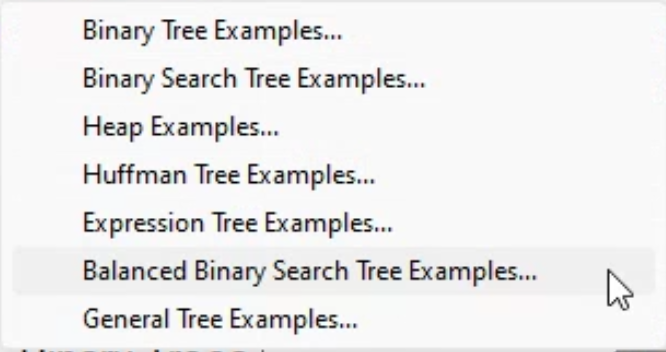 Binary Tree Examples...
Binary Search Tree Examples...
Heap Examples...
Huffman Tree Examples...
Expression Tree Examples...
Balanced Binary Search Tree Examples...
General Tree Examples...